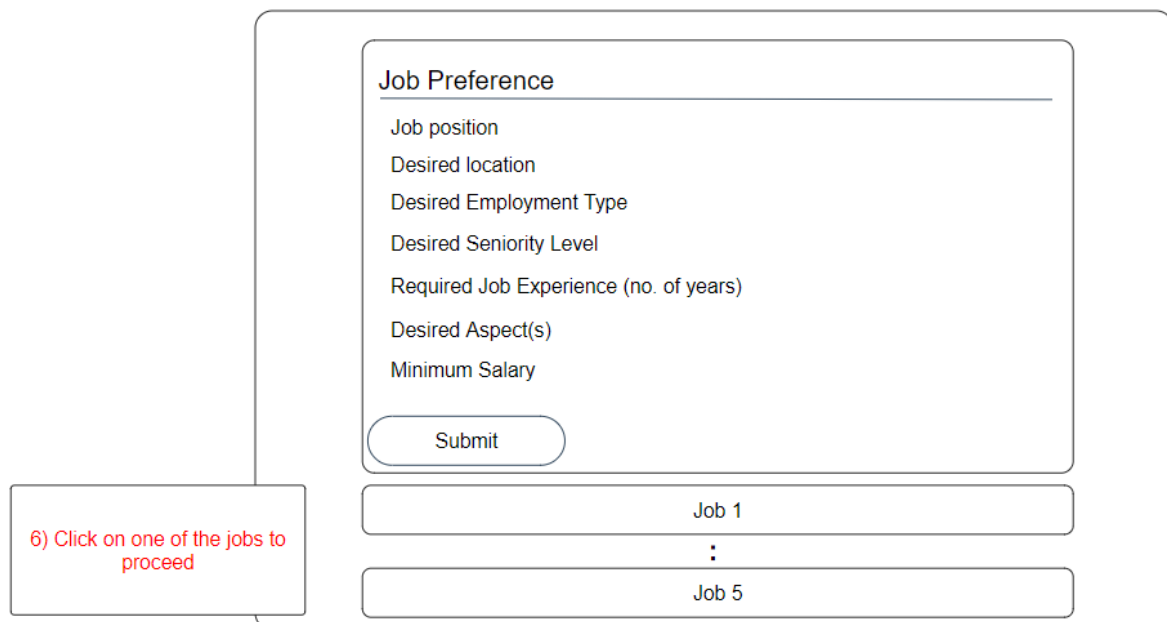 Job Preference
Job position
Desired location
Desired Employment Type
Desired Seniority Level
Required Job Experience (no. of years)
Desired Aspect(s)
Minimum Salary
Submit
6) Click on one of the jobs to
proceed
Job 1
:
Job 5